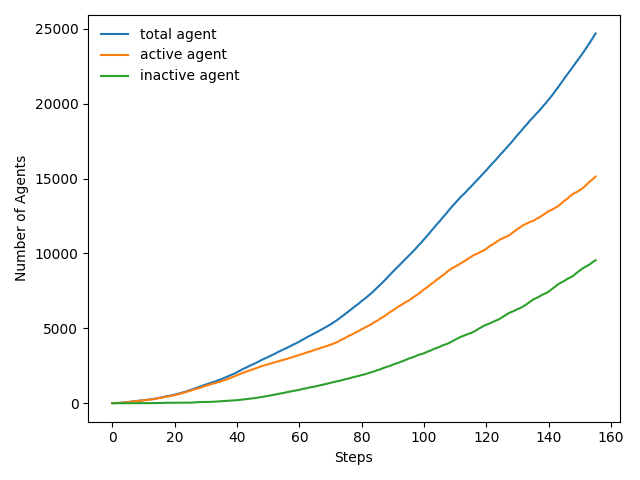 25000
20000
15000
10000
5000
0
Number of Agents
total agent
active agent
inactive agent
0 20 40 60 80 100 120 140 160
Steps